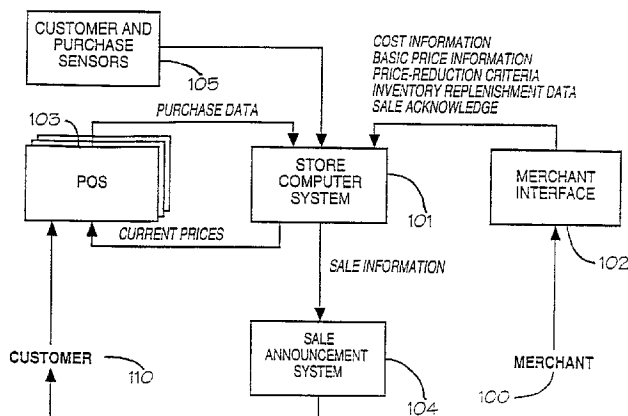 CUSTOMER AND
PURCHASE
SENSORS
105
COST INFORMATION
BASIC PRICE INFORMATION
PRICE-REDUCTION CRITERIA
INVENTORY REPLENISHMENT DATA
SALE ACKNOWLEDGE
103
PURCHASE DATA
POS
STORE
COMPUTER
SYSTEM
101
MERCHANT
INTERFACE
102
CURRENT PRICES
SALE INFORMATION
CUSTOMER
110
SALE
ANNOUNCEMENT
SYSTEM
104
MERCHANT
100